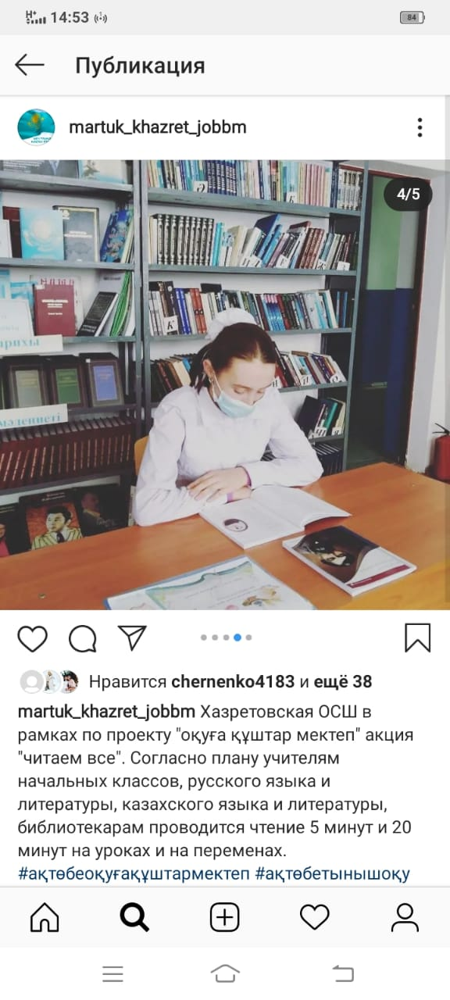 14:53
84
Публикация
martuk_khazret_jobbm
4/5
К
Нравится chernenko4183 и ещё 38
martuk_khazret_jobbm Хазретовская ОСШ в
рамках по проекту "оқуға құштар мектеп" акция
"читаем все". Согласно плану учителям
начальных классов, русского языка и
литературы, казахского языка и литературы,
библиотекарам проводится чтение 5 минут и 20
минут на уроках и на переменах.
#ақтөбеоқуғақұштармектеп #ақтөбетынышоқу